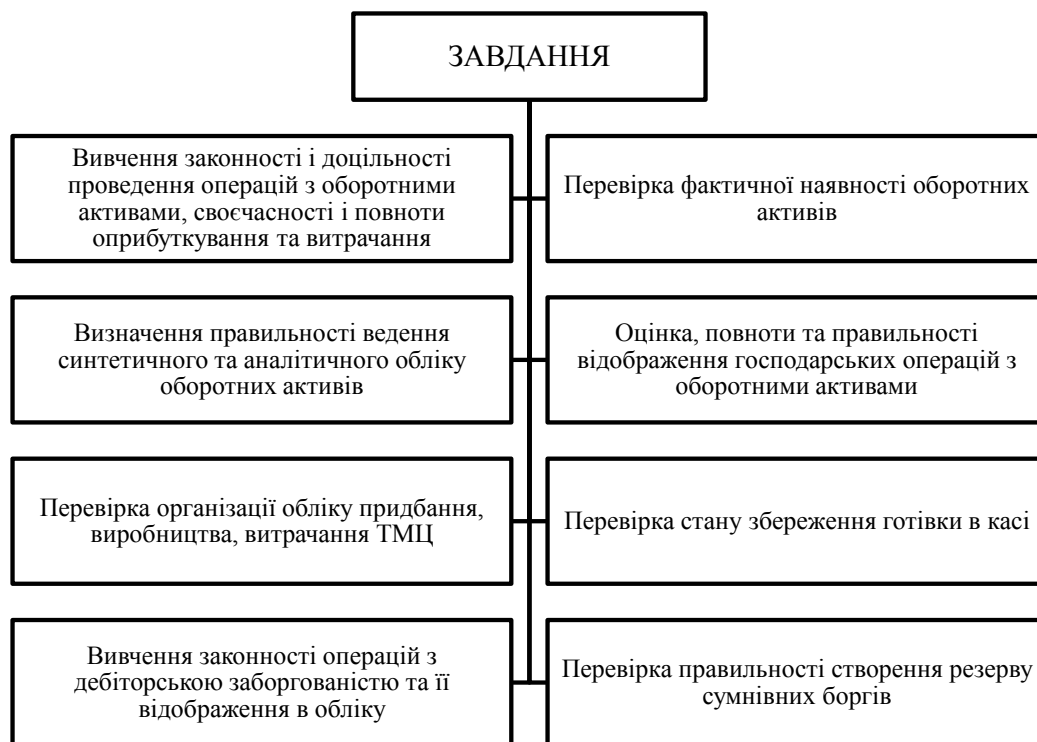 ЗАВДАННЯ
Вивчення законності і доцільності
проведення операцій з оборотними
активами, своєчасності і повноти
оприбуткування та витрачання
Перевірка фактичної наявності оборотних
активів
Визначення правильності ведення
синтетичного та аналітичного обліку
оборотних активів
Оцінка, повноти та правильності
відображення господарських операцій з
оборотними активами
Перевірка організації обліку придбання,
виробництва, витрачання ТМЦ
Перевірка стану збереження готівки в касі
Вивчення законності операцій з
дебіторською заборгованістю та її
відображення в обліку
Перевірка правильності створення резерву
сумнівних боргів